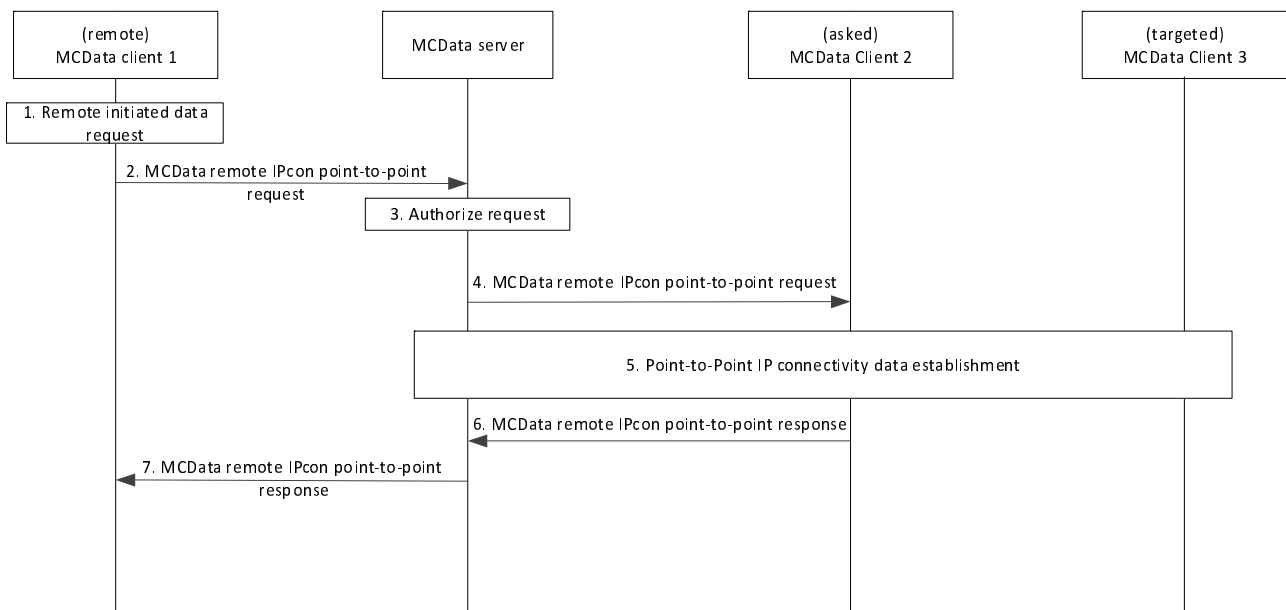 (remote)
MCData client 1
MCData server
(asked)
MCData Client 2
(targeted)
MCData Client 3
1. Remote initiated data
request
2. MCData remote IPcon point-to-point
request
3. Authorize request
4. MCData remote IPcon point-to-point request
5. Point-to-Point IP connectivity data establishment
6. MCData remote IPcon point-to-point response
7. MCData remote IPcon point-to-point
response